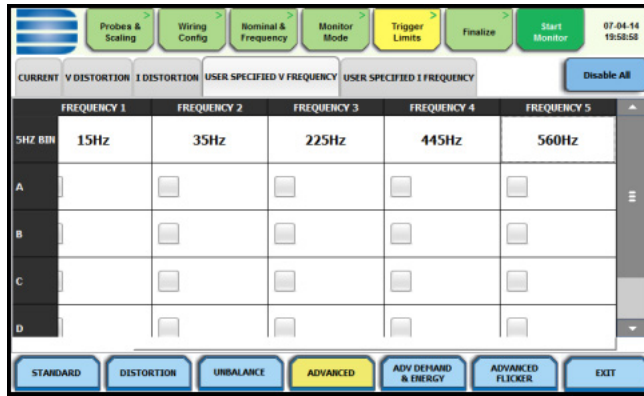 Probes &
Scaling
Wiring
Config
Nominal &
Frequency
Monitor
Mode
Trigger
Limits
Finalize
Start
Monitor
07-04-14
19:58:58
CURRENT V DISTORTION I DISTORTION USER SPECIFIED V FREQUENCY USER SPECIFIED I FREQUENCY Disable All
FREQUENCY 1 FREQUENCY 2 FREQUENCY 3 FREQUENCY 4 FREQUENCY 5
5HZ BIN 15Hz 35Hz 225Hz 445Hz 560Hz
A
B
C
D
STANDARD DISTORTION UNBALANCE ADVANCED
ADV DEMAND
& ENERGY
ADVANCED
FLICKER
EXIT